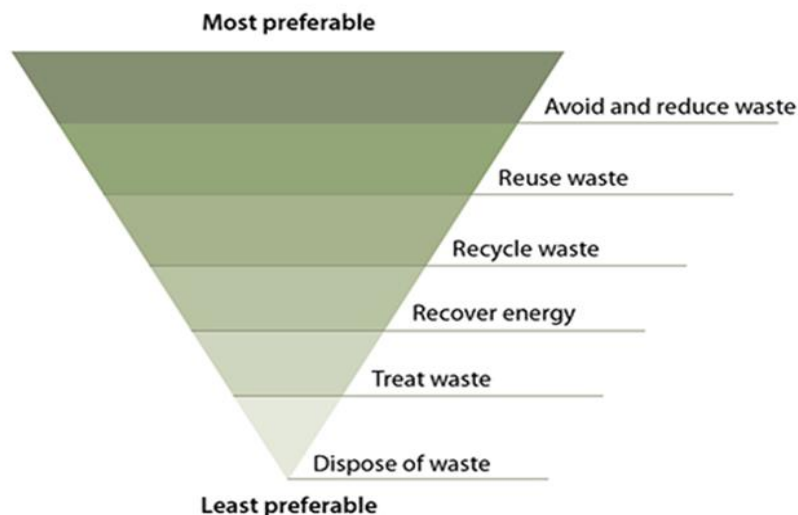 Most preferable
Avoid and reduce waste
Reuse waste
Recycle waste
Recover energy
Treat waste
Dispose of waste
Least preferable